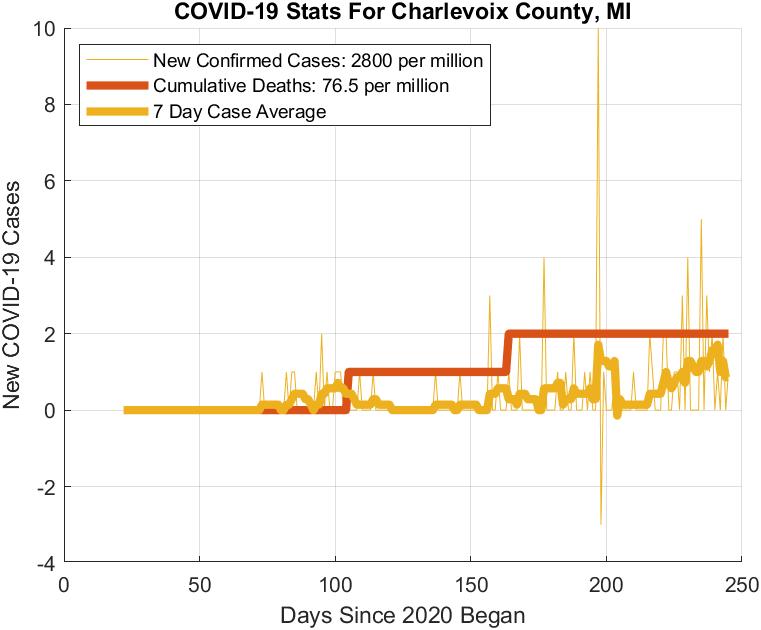 COVID-19 Stats For Charlevoix County, MI
New Confirmed Cases: 2800 per million
Cumulative Deaths: 76.5 per million
7 Day Case Average
New COVID-19 Cases
10
8
6
4
2
0
-2
-4
0 50 100 150 200 250
Days Since 2020 Began